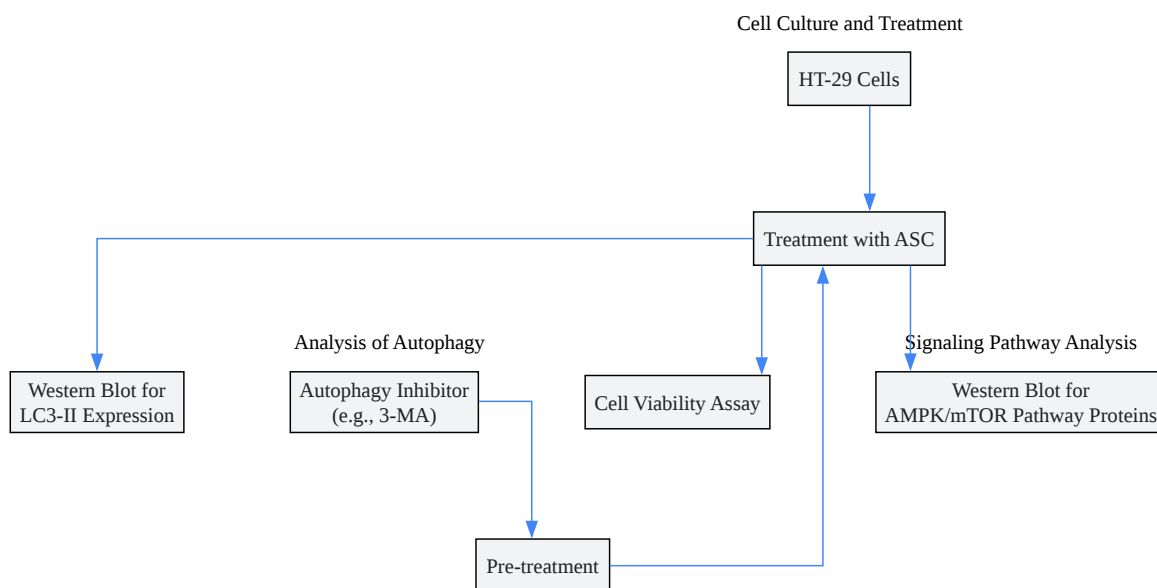 Cell Culture and Treatment
HT-29 Cells
Treatment with ASC
Analysis of Autophagy
Signaling Pathway Analysis
Western Blot for
LC3-II Expression
Autophagy Inhibitor
(e.g., 3-MA)
Cell Viability Assay
Western Blot for
AMPK/mTOR Pathway Proteins
Pre-treatment